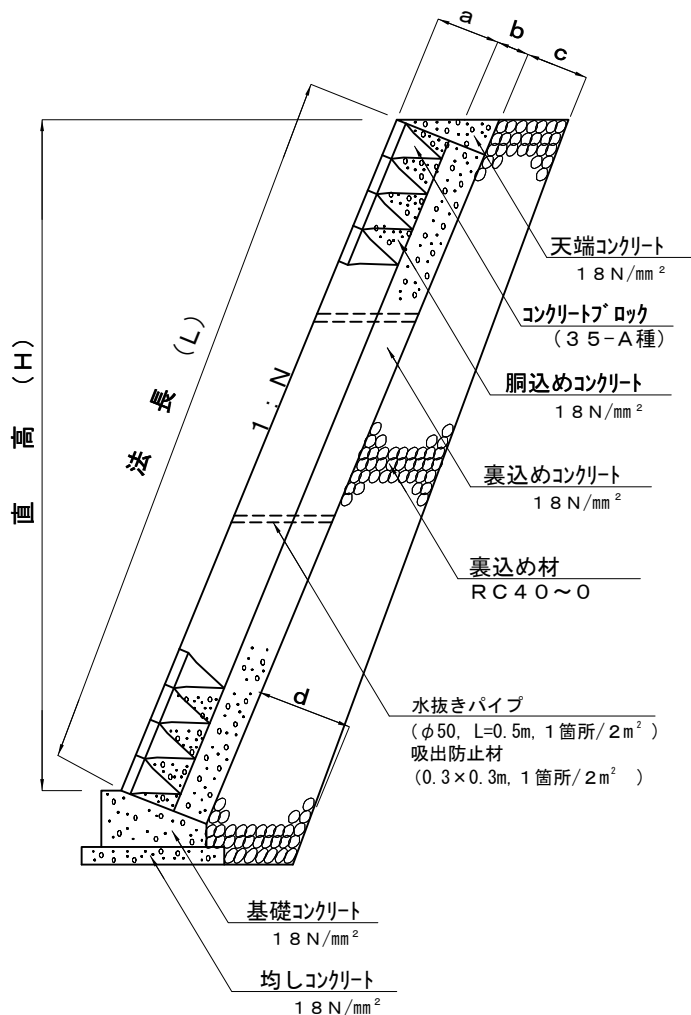 a b c
天端コンクリート
18N/mm²
コンクリートブロック
(35-A種)
胴込めコンクリート
18N/mm²
法長(L)
直高(H)
1:N
裏込めコンクリート
18N/mm²
裏込め材
RC40〜0
d
水抜きパイプ
(φ50, L=0.5m, 1箇所/2m²)
吸出防止材
(0.3×0.3m, 1箇所/2m² )
基礎コンクリート
18N/mm²
均しコンクリート
18N/mm²